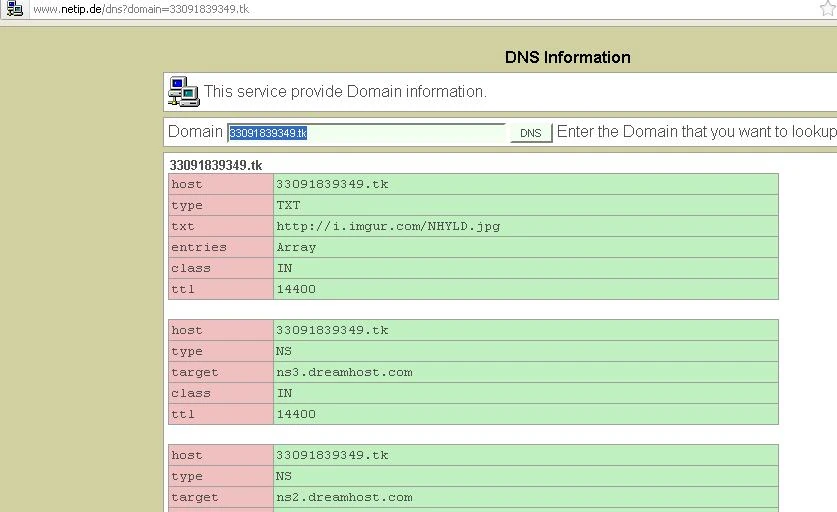 www.netip.de/dns?domain=33091839349.tk
DNS Information
This service provide Domain information.
Domain 33091839349.tk DNS Enter the Domain that you want to lookup
33091839349.tk
host 33091839349.tk
type TXT
txt http://i.imgur.com/NHYLD.jpg
entries Array
class IN
ttl 14400
host 33091839349.tk
type NS
target ns3.dreamhost.com
class IN
ttl 14400
host 33091839349.tk
type NS
target ns2.dreamhost.com